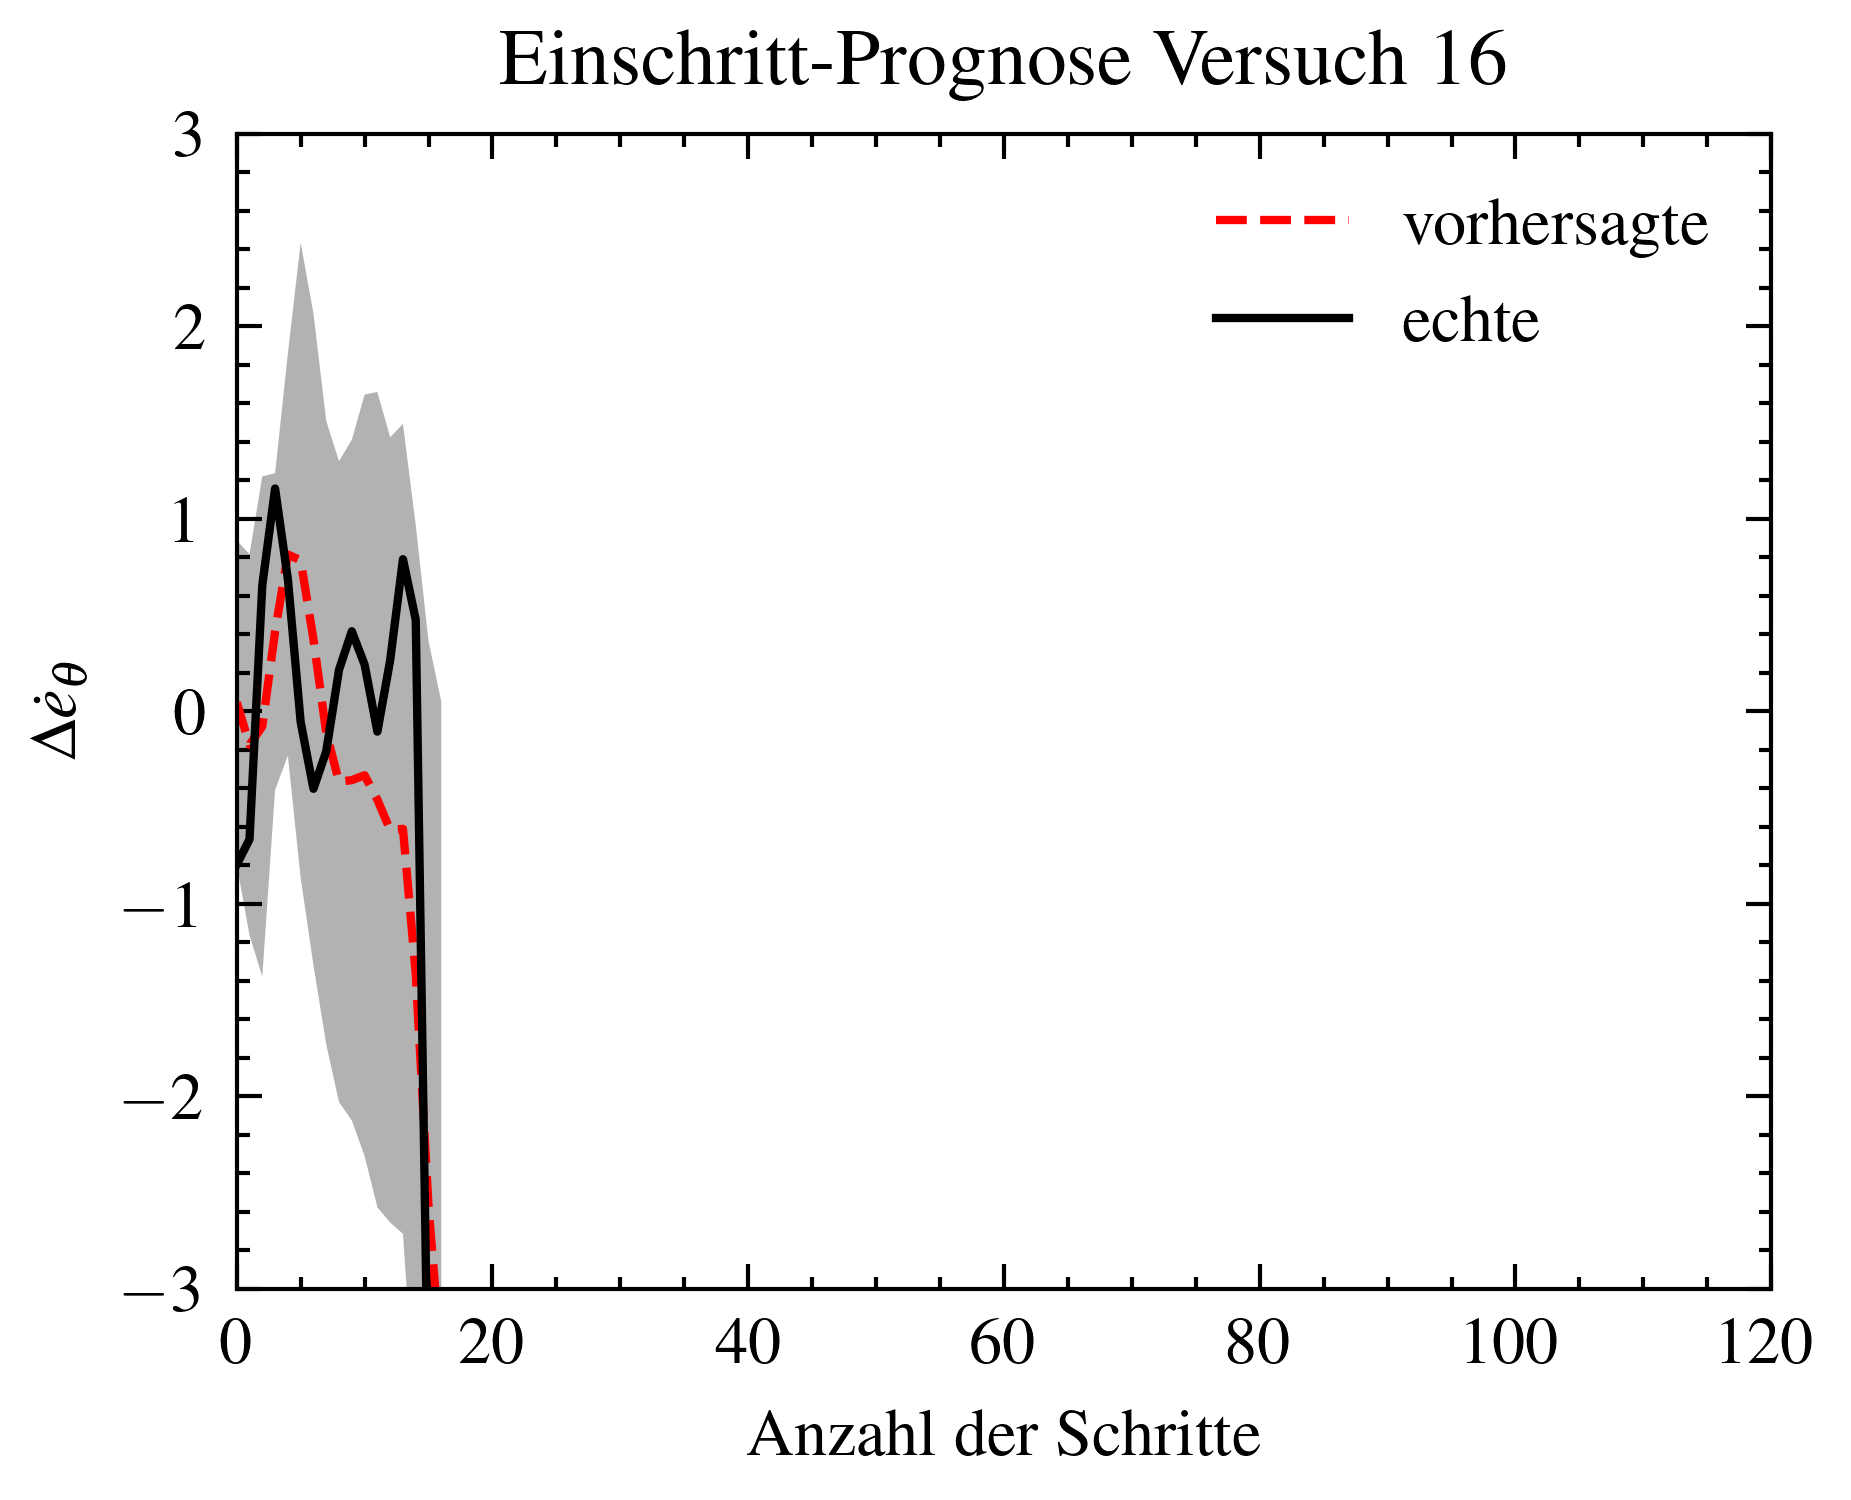 Einschritt-Prognose Versuch 16
3
2
1
0
−1
−2
−3
Δėθ
vorhersagte
echte
0 20 40 60 80 100 120
Anzahl der Schritte